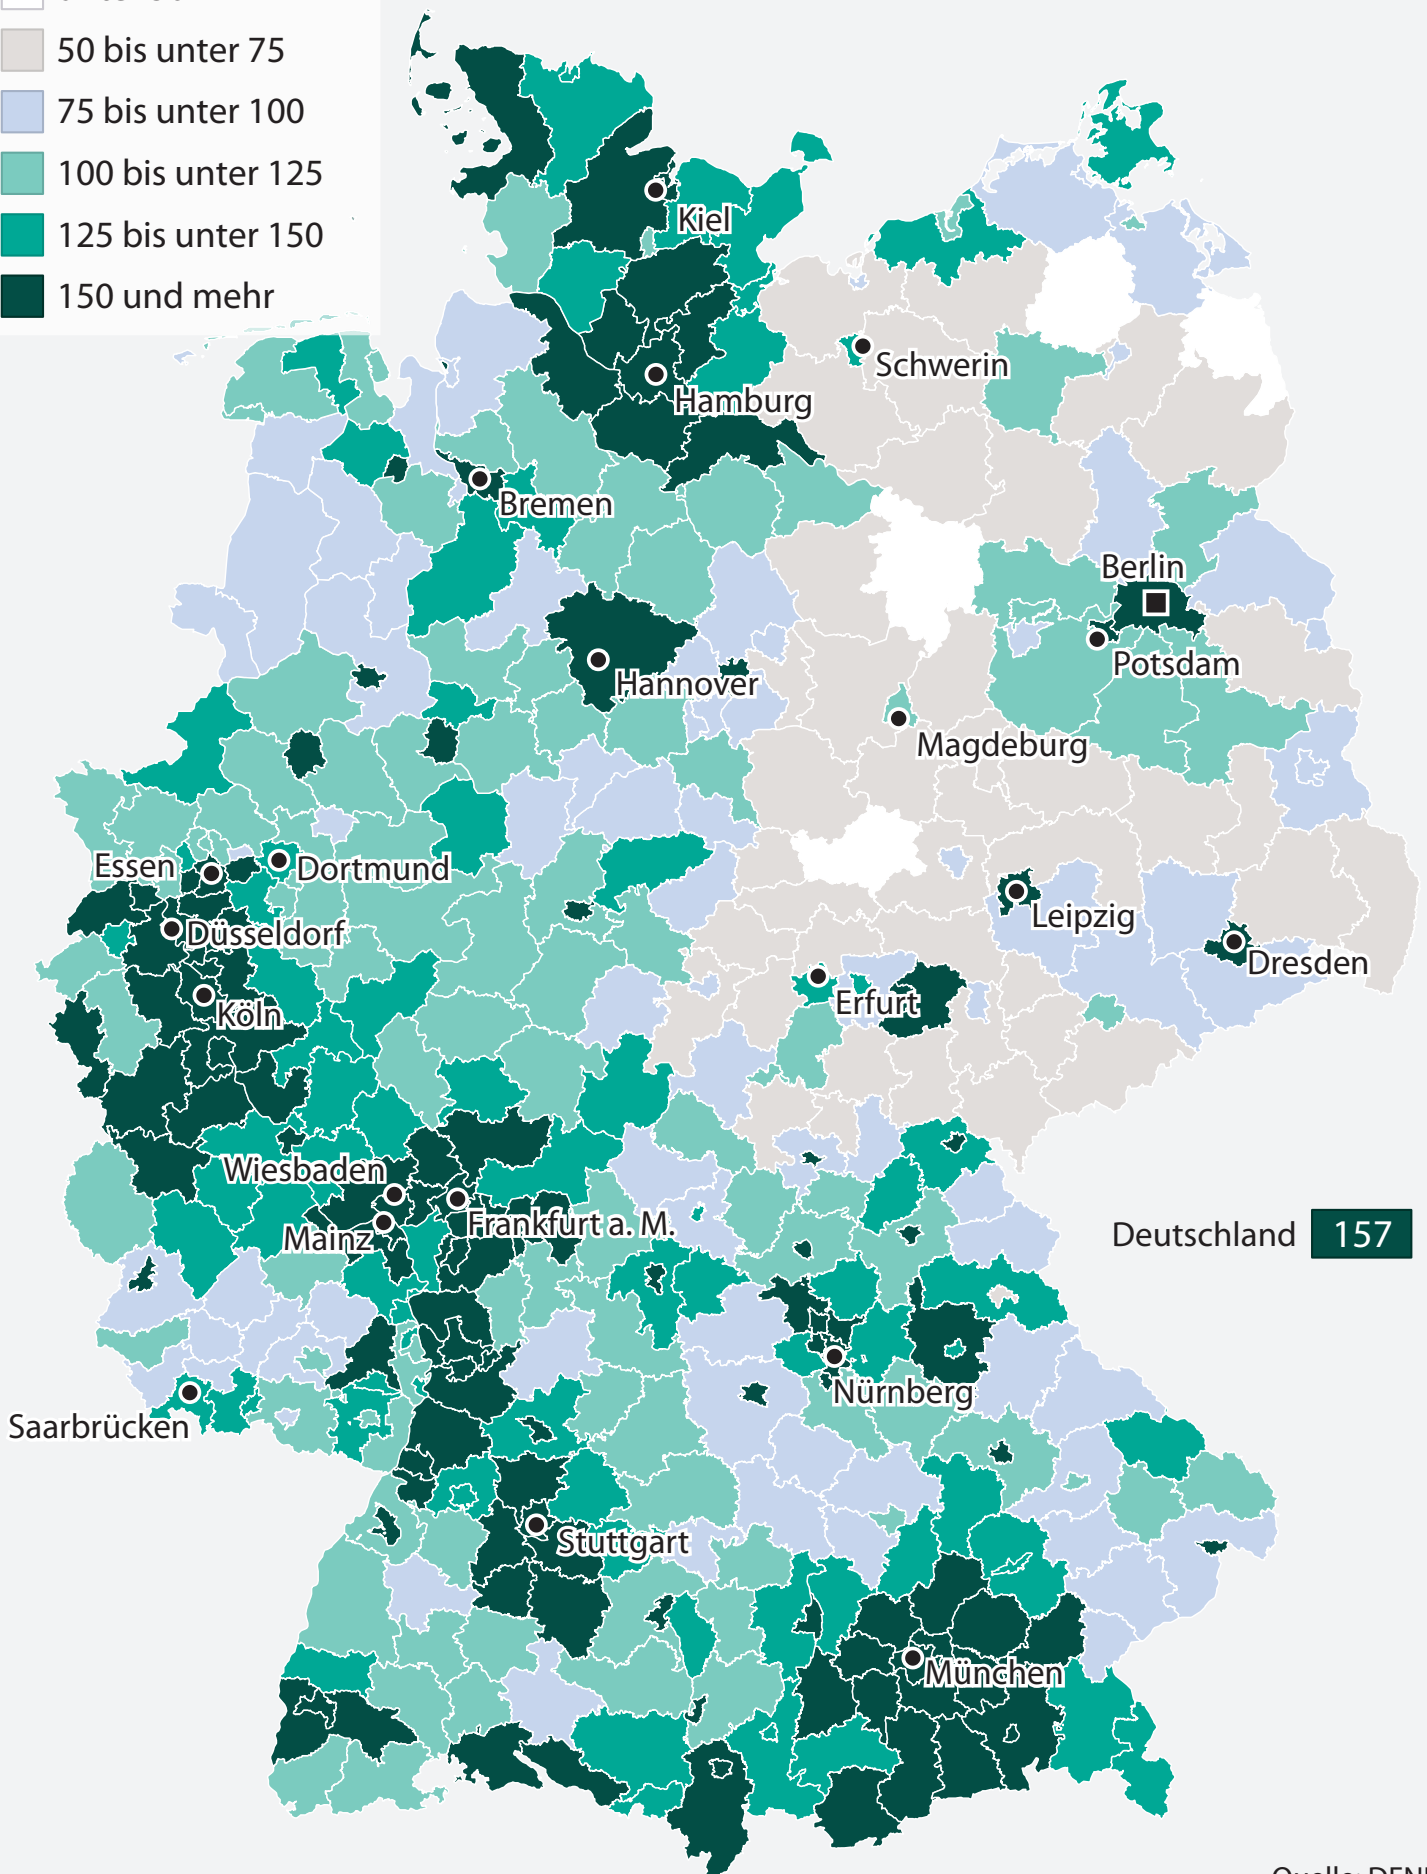 50 bis unter 75
75 bis unter 100
100 bis unter 125
125 bis unter 150
150 und mehr
Kiel
Schwerin
Hamburg
Bremen
Berlin
Potsdam
Hannover
Magdeburg
Essen
Dortmund
Leipzig
Düsseldorf
Dresden
Erfurt
Köln
Wiesbaden
Frankfurt a. M.
Mainz
Deutschland 157
Nürnberg
Saarbrücken
Stuttgart
München